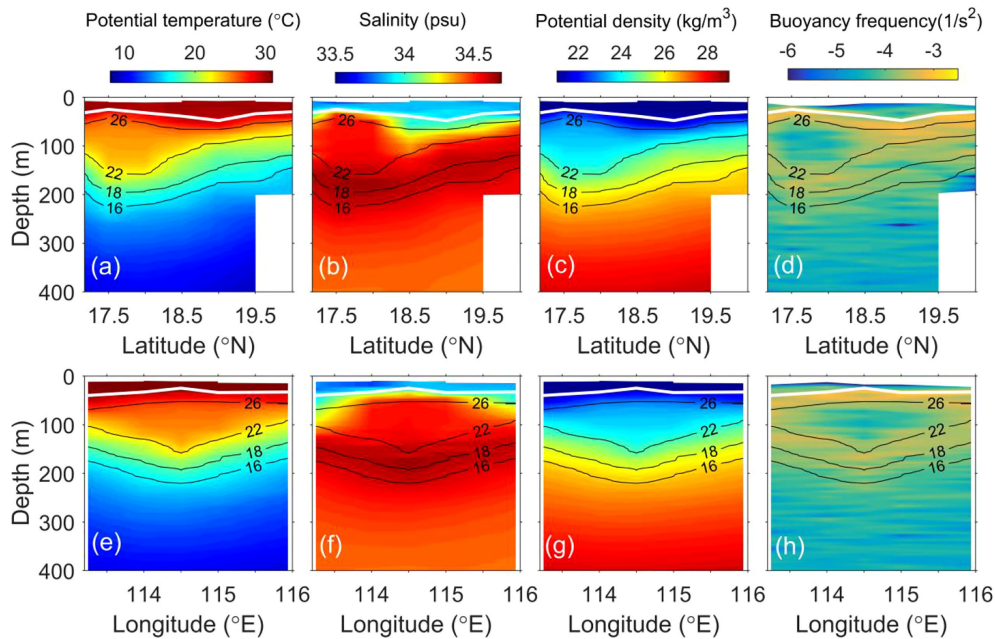 Potential temperature (°C) Salinity (psu) Potential density (kg/m³) Buoyancy frequency(1/s²)
10 20 30 33.5 34 34.5 22 24 26 28 -6 -4 -3
0
100
200
300
400
Depth (m)
26
22
18
16
(a)
26
22
18
16
(b)
26
22
18
16
(c)
26
22
18
16
(d)
17.5 18.5 19.5 17.5 18.5 19.5 17.5 18.5 19.5 17.5 18.5 19.5
Latitude (°N) Latitude (°N) Latitude (°N) Latitude (°N)
0
100
200
300
400
Depth (m)
26
22
18
16
(e)
26
22
18
16
(f)
26
22
18
16
(g)
26
22
18
16
(h)
114 115 116 114 115 116 114 115 116 114 115 116
Longitude (°E) Longitude (°E) Longitude (°E) Longitude (°E)